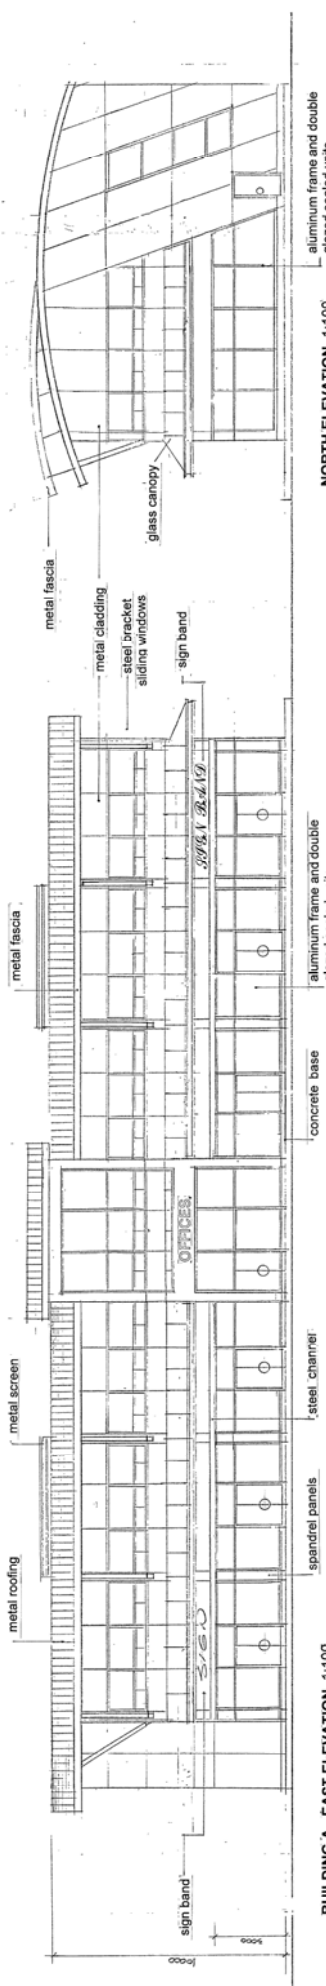 metal roofing
metal screen
metal fascia
metal fascia
metal cladding
steel bracket
sliding windows
glass canopy
sign band
SIGN BAND
OFFICES
SIGN
sign band
spandrel panels
steel channel
concrete base
aluminum frame and double
aluminum frame and double
glazed sealed units
BUILDING 'A' EAST ELEVATION 1:100
NORTH ELEVATION 1:100